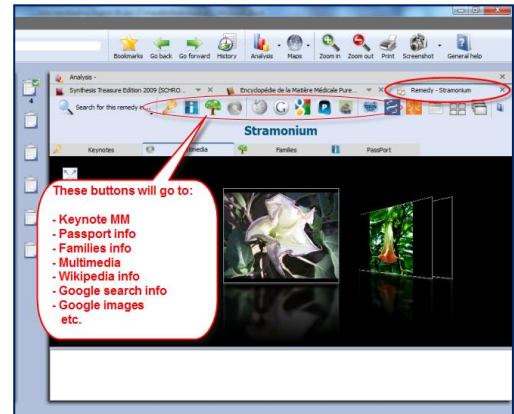 Bookmarks Go back Go forward History Analysis Maps Zoom in Zoom out Print Screenshot General help
4
Analysis -
Synthesis Treasure Edition 2009 (SCHRO... Encyclopédie de la Matière Médicale Pure... Remedy - Stramonium
Search for this remedy in
Stramonium
Keynotes Families PassPort
These buttons will go to:
- Keynote MM
- Passport info
- Families info
- Multimedia
- Wikipedia info
- Google search info
- Google images
etc.